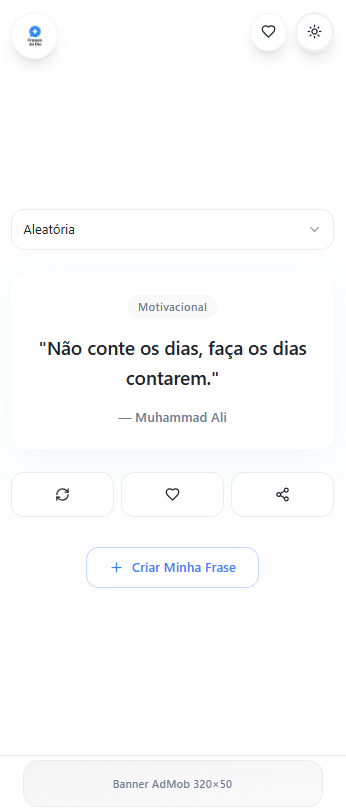 Frases
do Dia
Aleatória
Motivacional
"Não conte os dias, faça os dias
contarem."
— Muhammad Ali
Criar Minha Frase
Banner AdMob 320×50